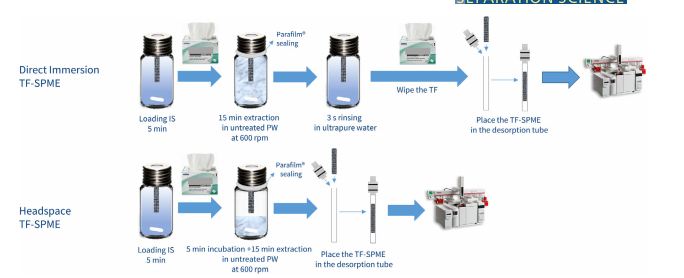 SEPARATION SCIENCE
Parafilm®
sealing
Direct Immersion
TF-SPME
Wipe the TF
Loading IS
5 min
15 min extraction
in untreated PW
at 600 rpm
3 s rinsing
in ultrapure water
Place the TF-SPME
in the desorption tube
Parafilm®
sealing
Headspace
TF-SPME
Loading IS
5 min
5 min incubation +15 min extraction
in untreated PW
at 600 rpm
Place the TF-SPME
in the desorption tube